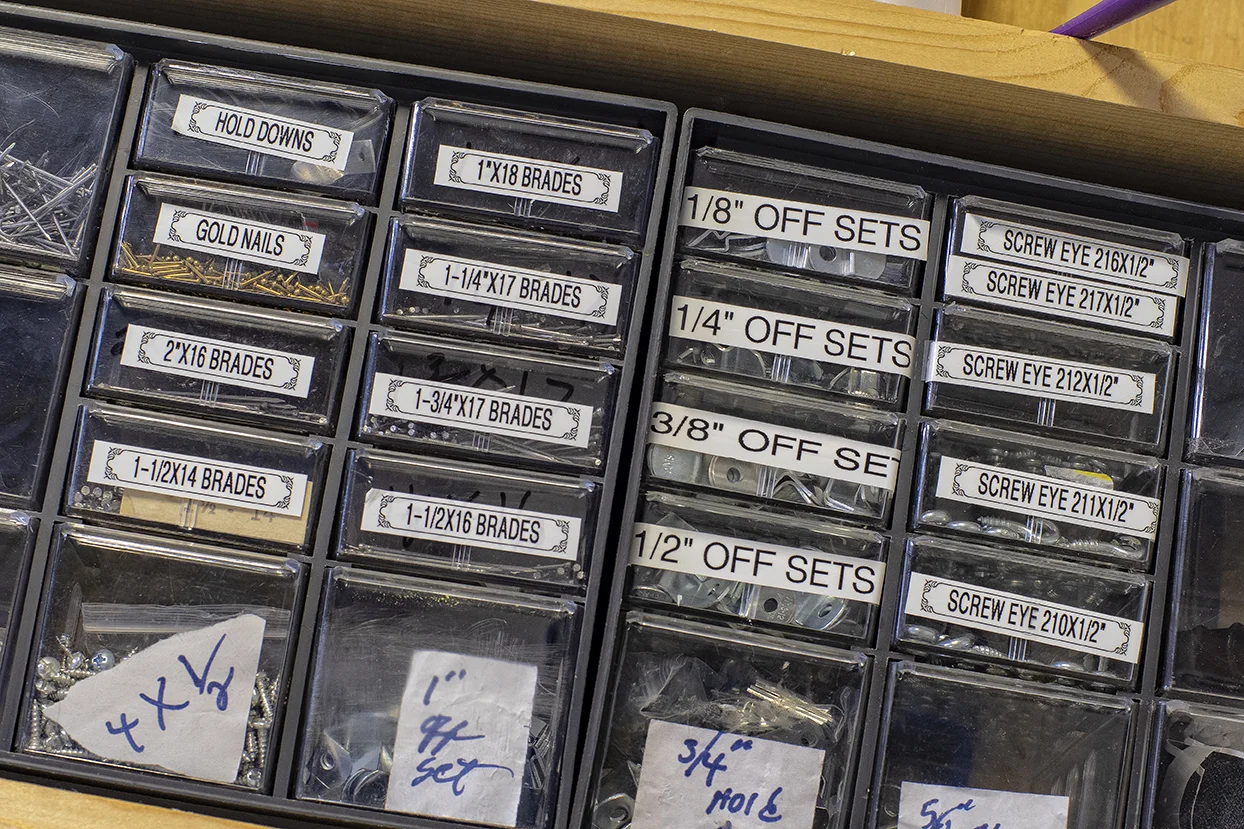 HOLD DOWNS
GOLD NAILS
2"X16 BRADES
1-1/2X14 BRADES
4 X 1/2
1"X18 BRADES
1-1/4"X17 BRADES
1-3/4"X17 BRADES
1-1/2X16 BRADES
1"
off
set
1/8" OFF SETS
1/4" OFF SETS
3/8" OFF SE
1/2" OFF SETS
3/4"
HOLE
SCREW EYE 216X1/2"
SCREW EYE 217X1/2"
SCREW EYE 212X1/2"
SCREW EYE 211X1/2"
SCREW EYE 210X1/2"